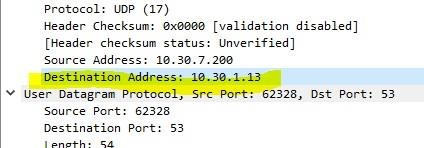 Protocol: UDP (17)
Header Checksum: 0x0000 [validation disabled]
[Header checksum status: Unverified]
Source Address: 10.30.7.200
Destination Address: 10.30.1.13
User Datagram Protocol, Src Port: 62328, Dst Port: 53
Source Port: 62328
Destination Port: 53
Length: 54